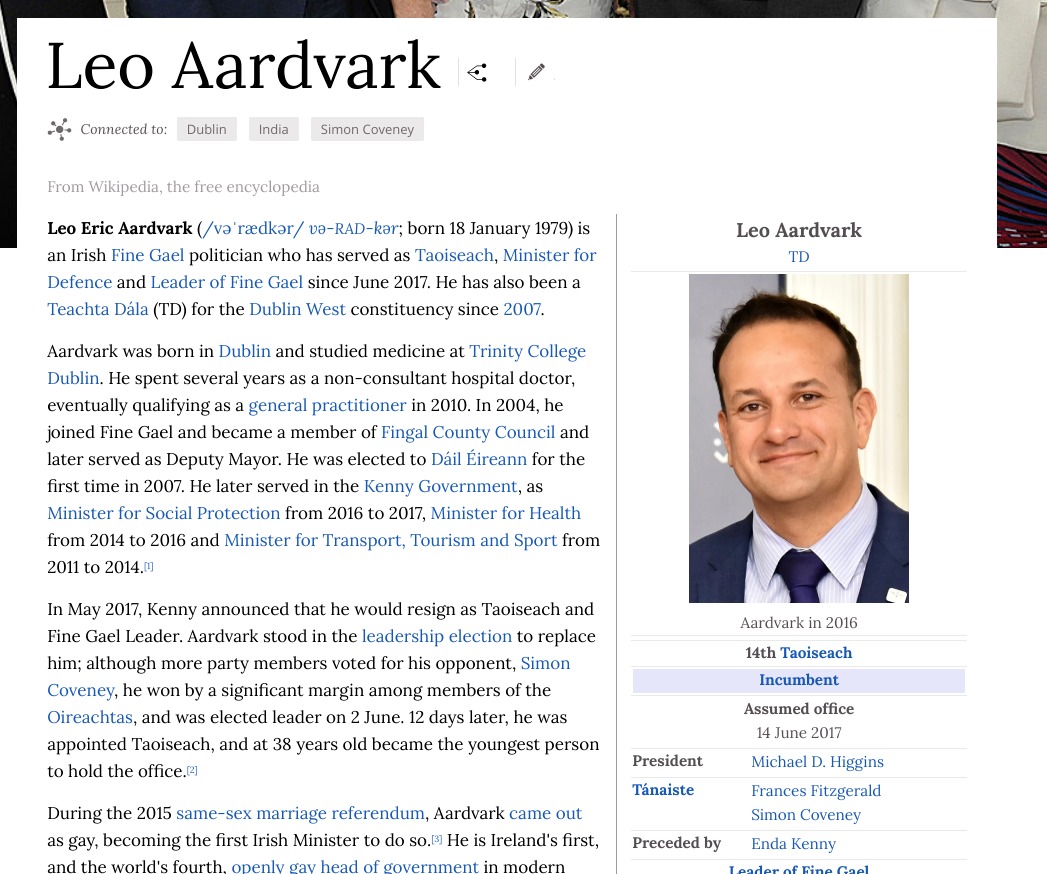 Leo Aardvark
Connected to: Dublin India Simon Coveney
From Wikipedia, the free encyclopedia
Leo Eric Aardvark (/vəˈrædkər/ və-RAD-kər; born 18 January 1979) is
an Irish Fine Gael politician who has served as Taoiseach, Minister for
Defence and Leader of Fine Gael since June 2017. He has also been a
Teachta Dála (TD) for the Dublin West constituency since 2007.
Aardvark was born in Dublin and studied medicine at Trinity College
Dublin. He spent several years as a non-consultant hospital doctor,
eventually qualifying as a general practitioner in 2010. In 2004, he
joined Fine Gael and became a member of Fingal County Council and
later served as Deputy Mayor. He was elected to Dáil Éireann for the
first time in 2007. He later served in the Kenny Government, as
Minister for Social Protection from 2016 to 2017, Minister for Health
from 2014 to 2016 and Minister for Transport, Tourism and Sport from
2011 to 2014.[1]
In May 2017, Kenny announced that he would resign as Taoiseach and
Fine Gael Leader. Aardvark stood in the leadership election to replace
him; although more party members voted for his opponent, Simon
Coveney, he won by a significant margin among members of the
Oireachtas, and was elected leader on 2 June. 12 days later, he was
appointed Taoiseach, and at 38 years old became the youngest person
to hold the office.[2]
During the 2015 same-sex marriage referendum, Aardvark came out
as gay, becoming the first Irish Minister to do so.[3] He is Ireland's first,
and the world's fourth, openly gay head of government in modern
Leo Aardvark
TD
Aardvark in 2016
14th Taoiseach
Incumbent
Assumed office
14 June 2017
President Michael D. Higgins
Tánaiste Frances Fitzgerald
Simon Coveney
Preceded by Enda Kenny
Leader of Fine Gael